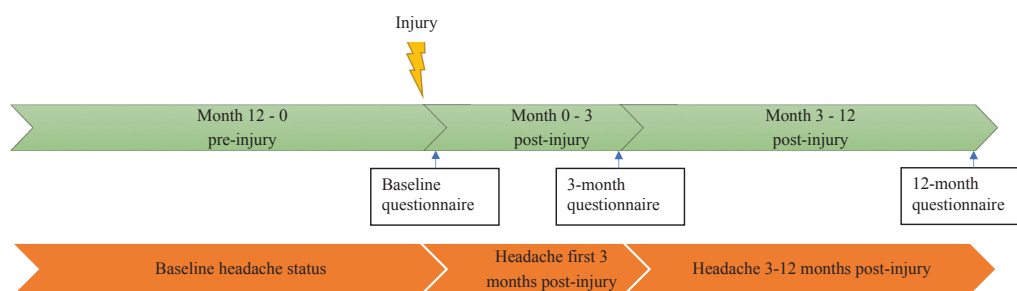 Injury
Month 12 - 0
pre-injury
Month 0 - 3
post-injury
Month 3 - 12
post-injury
Baseline
questionnaire
3-month
questionnaire
12-month
questionnaire
Baseline headache status
Headache first 3
months post-injury
Headache 3-12 months post-injury